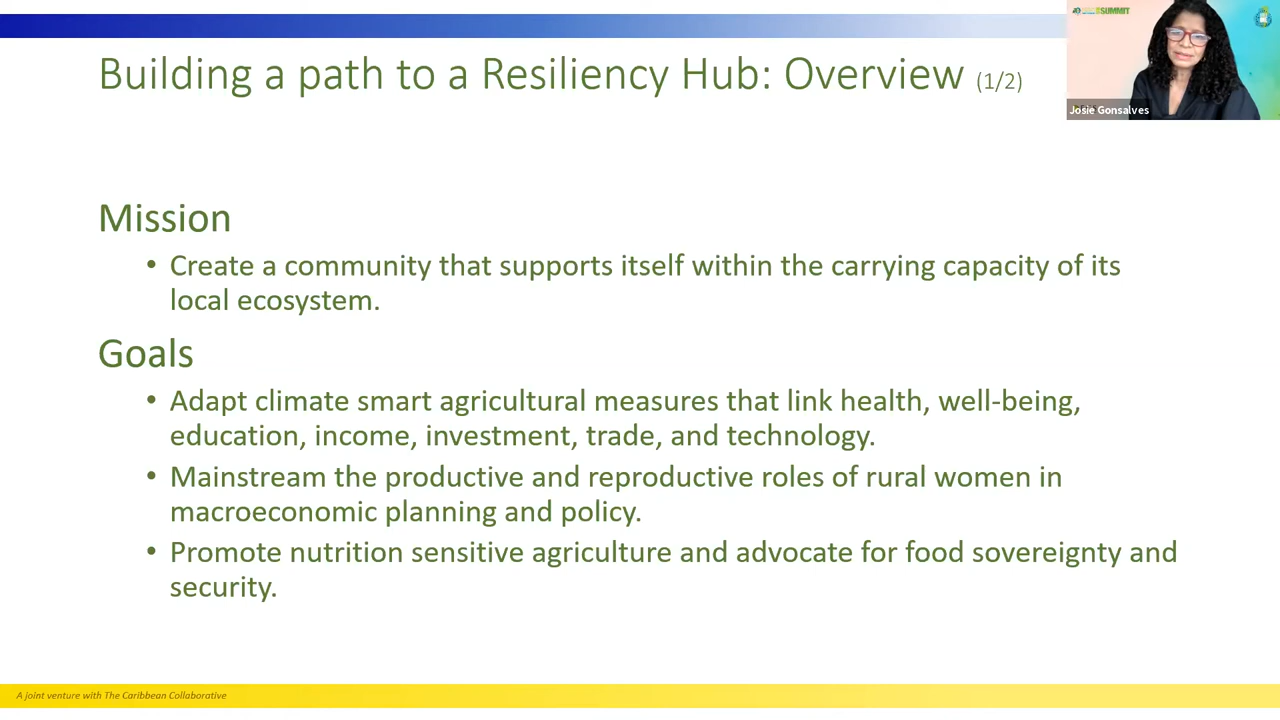 Building a path to a Resiliency Hub: Overview (1/2)
SUMMIT
Josie Gonsalves
Mission
• Create a community that supports itself within the carrying capacity of its
local ecosystem.
Goals
• Adapt climate smart agricultural measures that link health, well-being,
education, income, investment, trade, and technology.
• Mainstream the productive and reproductive roles of rural women in
macroeconomic planning and policy.
• Promote nutrition sensitive agriculture and advocate for food sovereignty and
security.
A joint venture with The Caribbean Collaborative